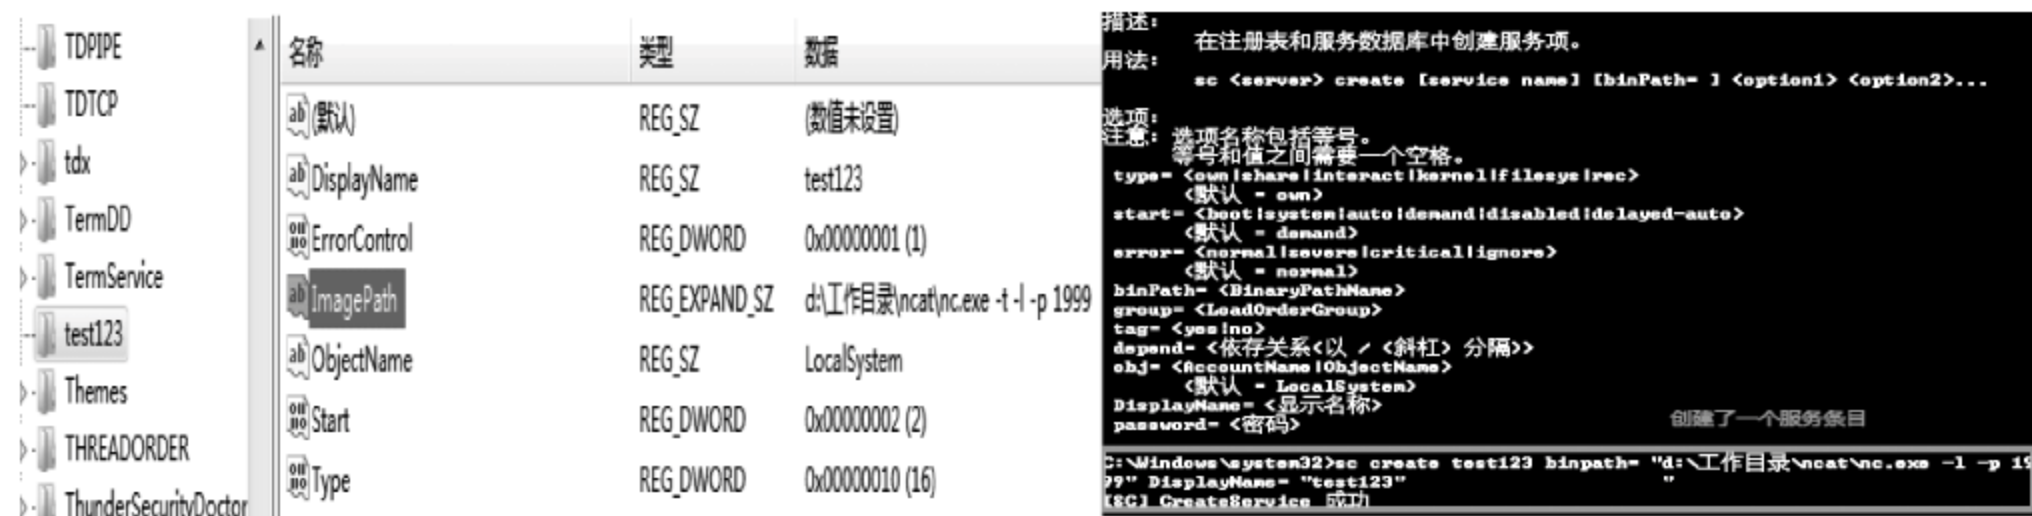 TDPIPE
TDTCP
tdx
TermDD
TermService
test123
Themes
THREADORDER
ThunderSecurityDoctor
名称 类型 数据
(默认) REG_SZ (数值未设置)
DisplayName REG_SZ test123
ErrorControl REG_DWORD 0x00000001 (1)
ImagePath REG_EXPAND_SZ d:\工作目录\ncat\nc.exe -t -l -p 1999
ObjectName REG_SZ LocalSystem
Start REG_DWORD 0x00000002 (2)
Type REG_DWORD 0x00000010 (16)
描述:
在注册表和服务数据库中创建服务项。
用法:
sc <server> create [service name] [binPath= ] <option1> <option2>...
选项:
注意: 选项名称包括等号。
等号和值之间需要一个空格。
type= <own|share|interact|kernel|filesys|rec>
(默认 = own)
start= <boot|system|auto|demand|disabled|delayed-auto>
(默认 = demand)
error= <normal|severe|critical|ignore>
(默认 = normal)
binPath= <BinaryPathName>
group= <LoadOrderGroup>
tag= <yes|no>
depend= <依存关系(以 / (斜杠) 分隔)>
obj= <AccountName|ObjectName>
(默认 = LocalSystem)
DisplayName= <显示名称>
password= <密码>
创建了一个服务条目
C:\Windows\system32>sc create test123 binpath= "d:\工作目录\ncat\nc.exe -l -p 19
99" DisplayName= "test123" "
[SC] CreateService 成功